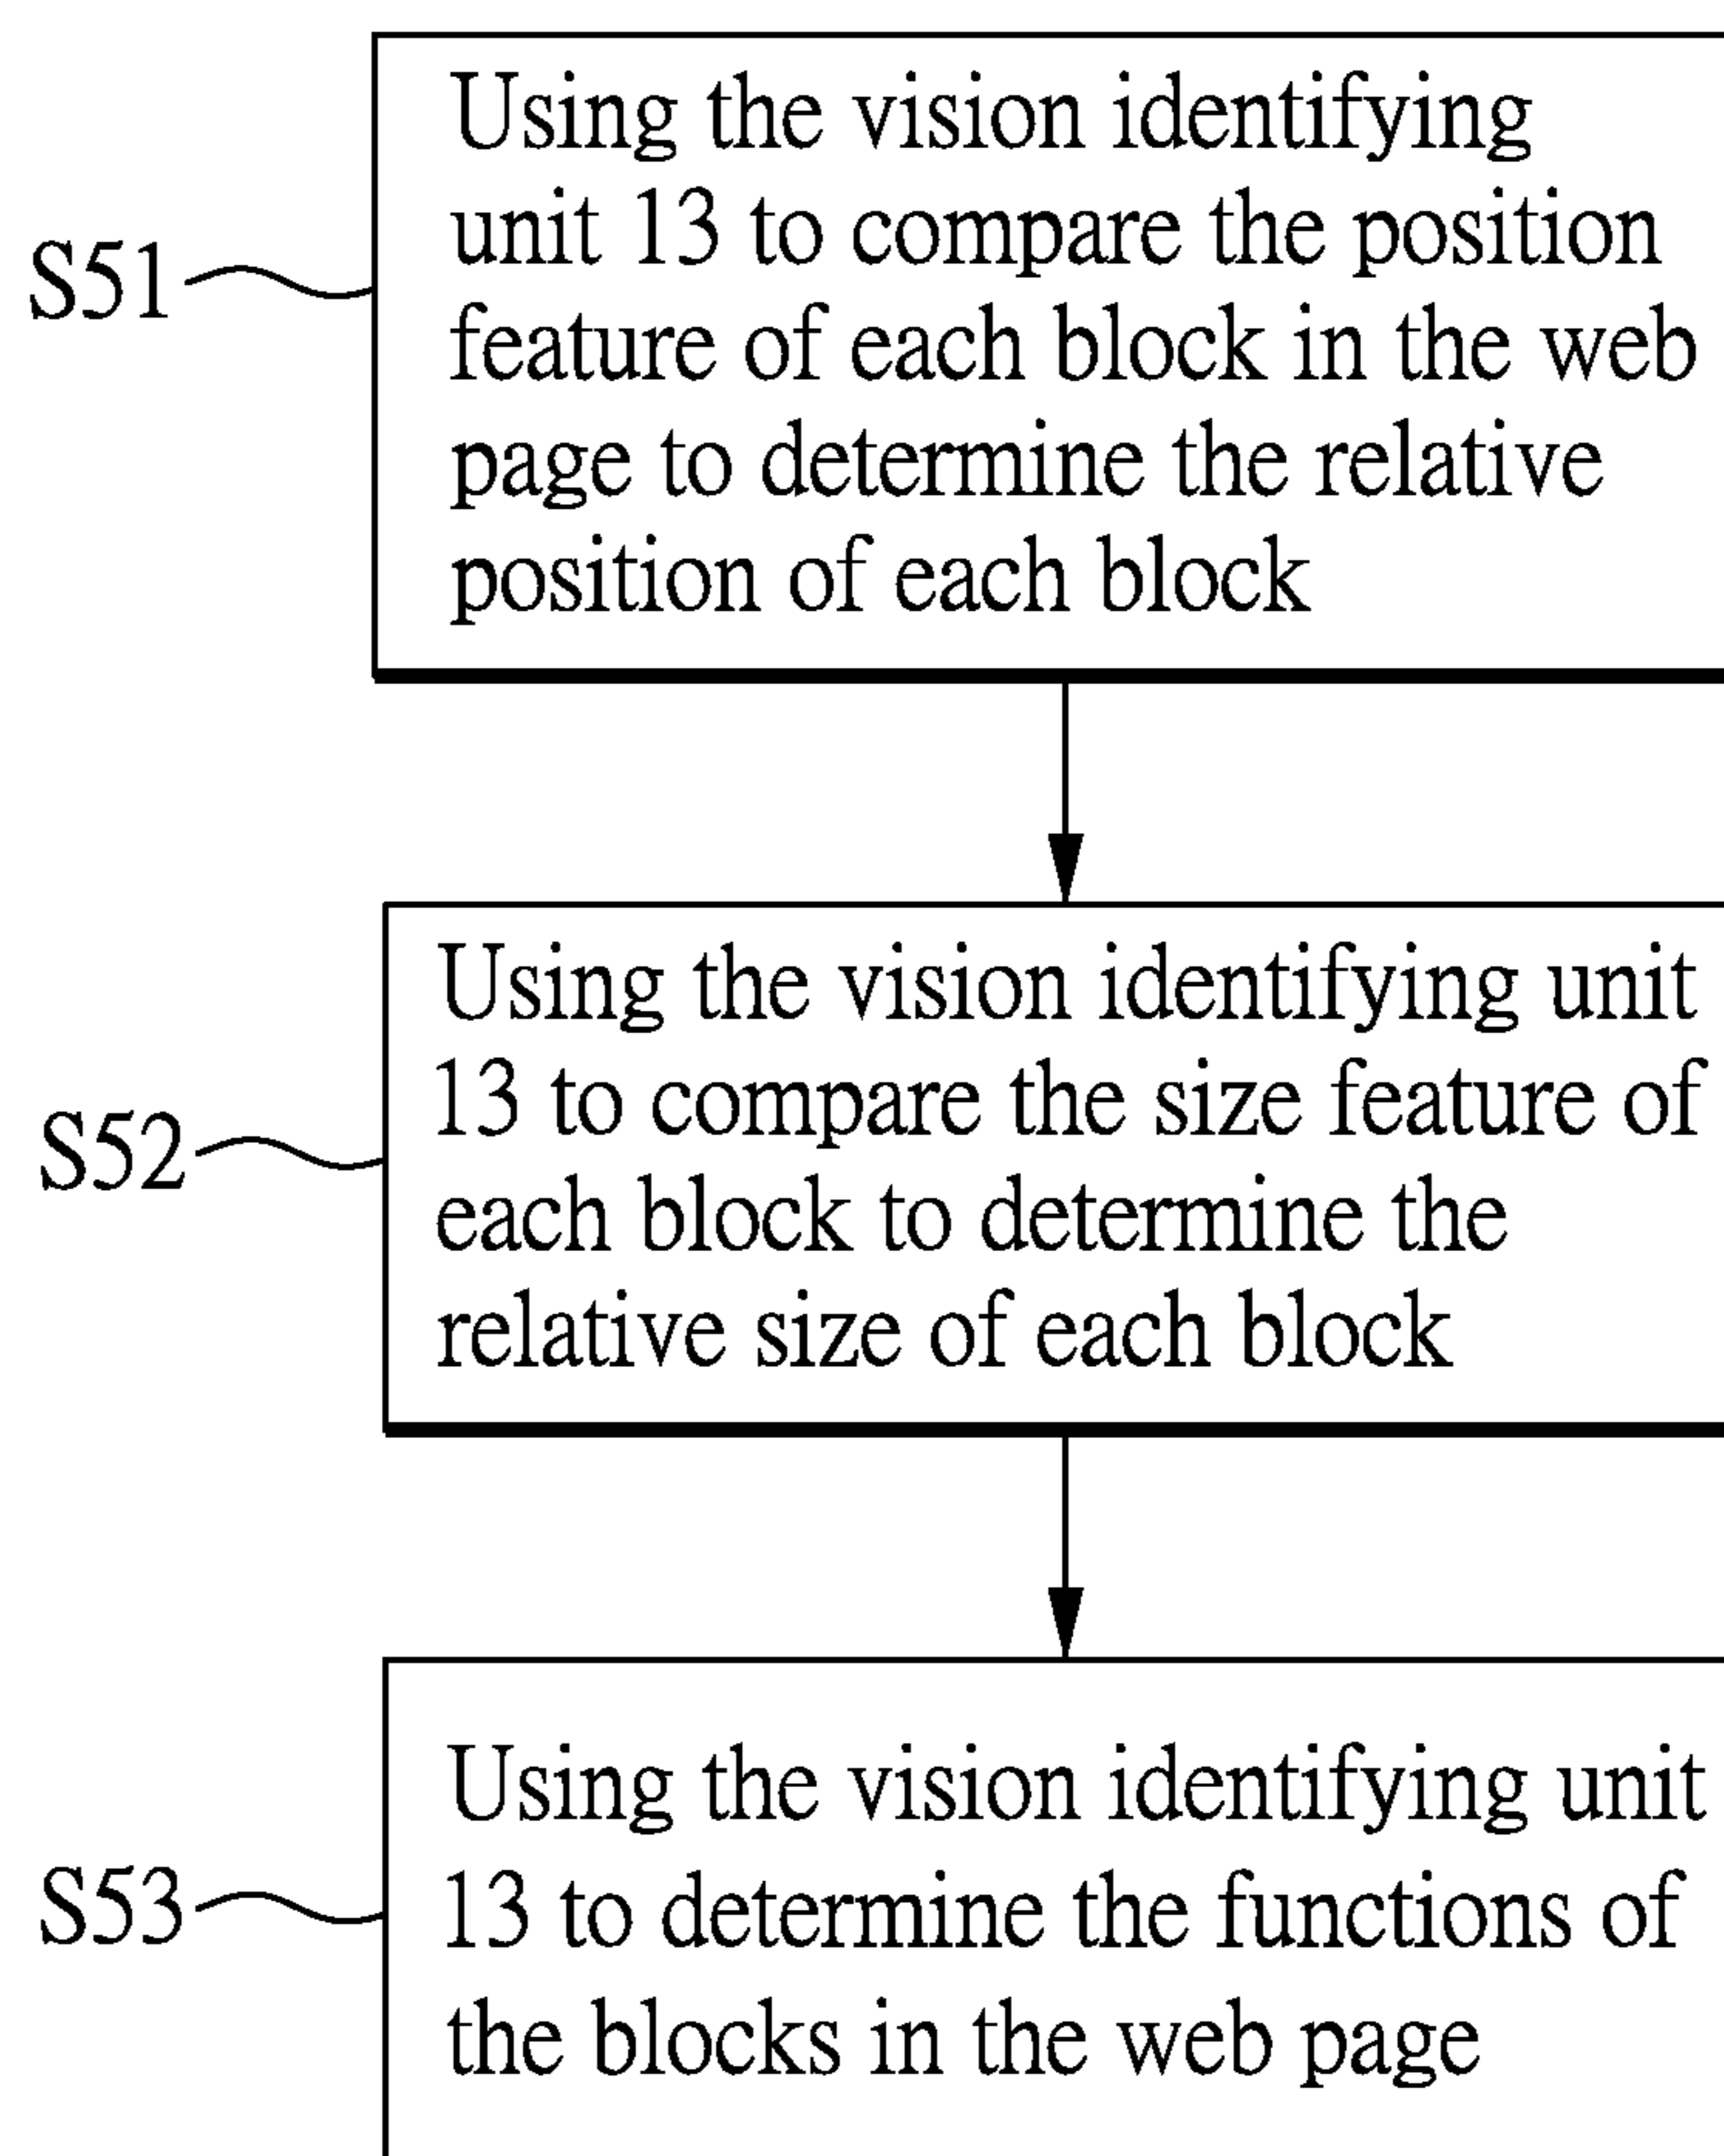 Using the vision identifying
unit 13 to compare the position
S51
feature of each block in the web
page to determine the relative
position of each block
Using the vision identifying unit
13 to compare the size feature of
S52
each block to determine the
relative size of each block
Using the vision identifying unit
S53
13 to determine the functions of
the blocks in the web page